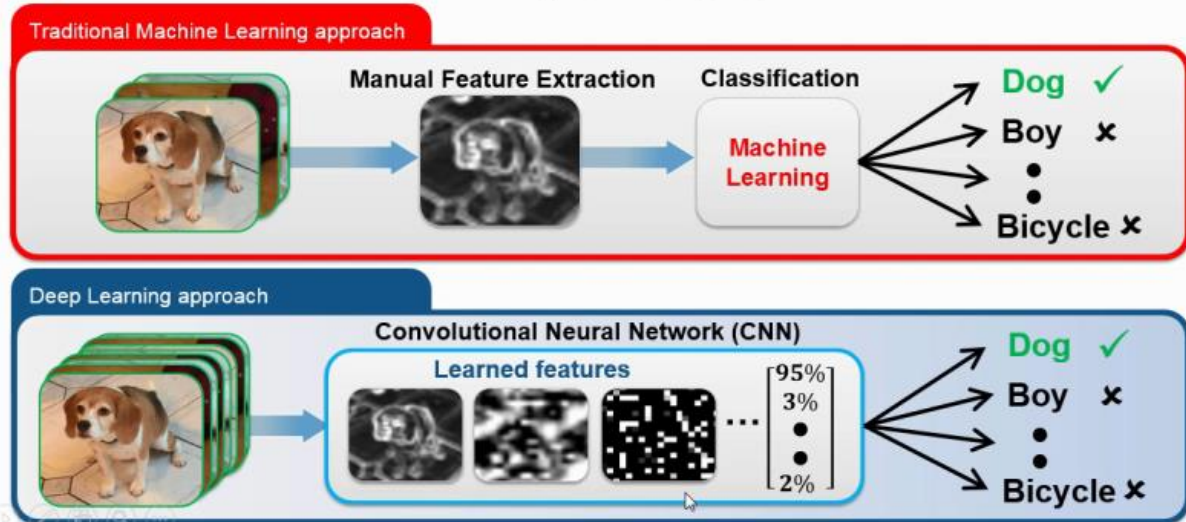 Traditional Machine Learning approach
Manual Feature Extraction
Classification
Machine
Learning
Dog ✓
Boy ✘
Bicycle ✘
Deep Learning approach
Convolutional Neural Network (CNN)
Learned features
...
95%
3%
2%
Dog ✓
Boy ✘
Bicycle ✘